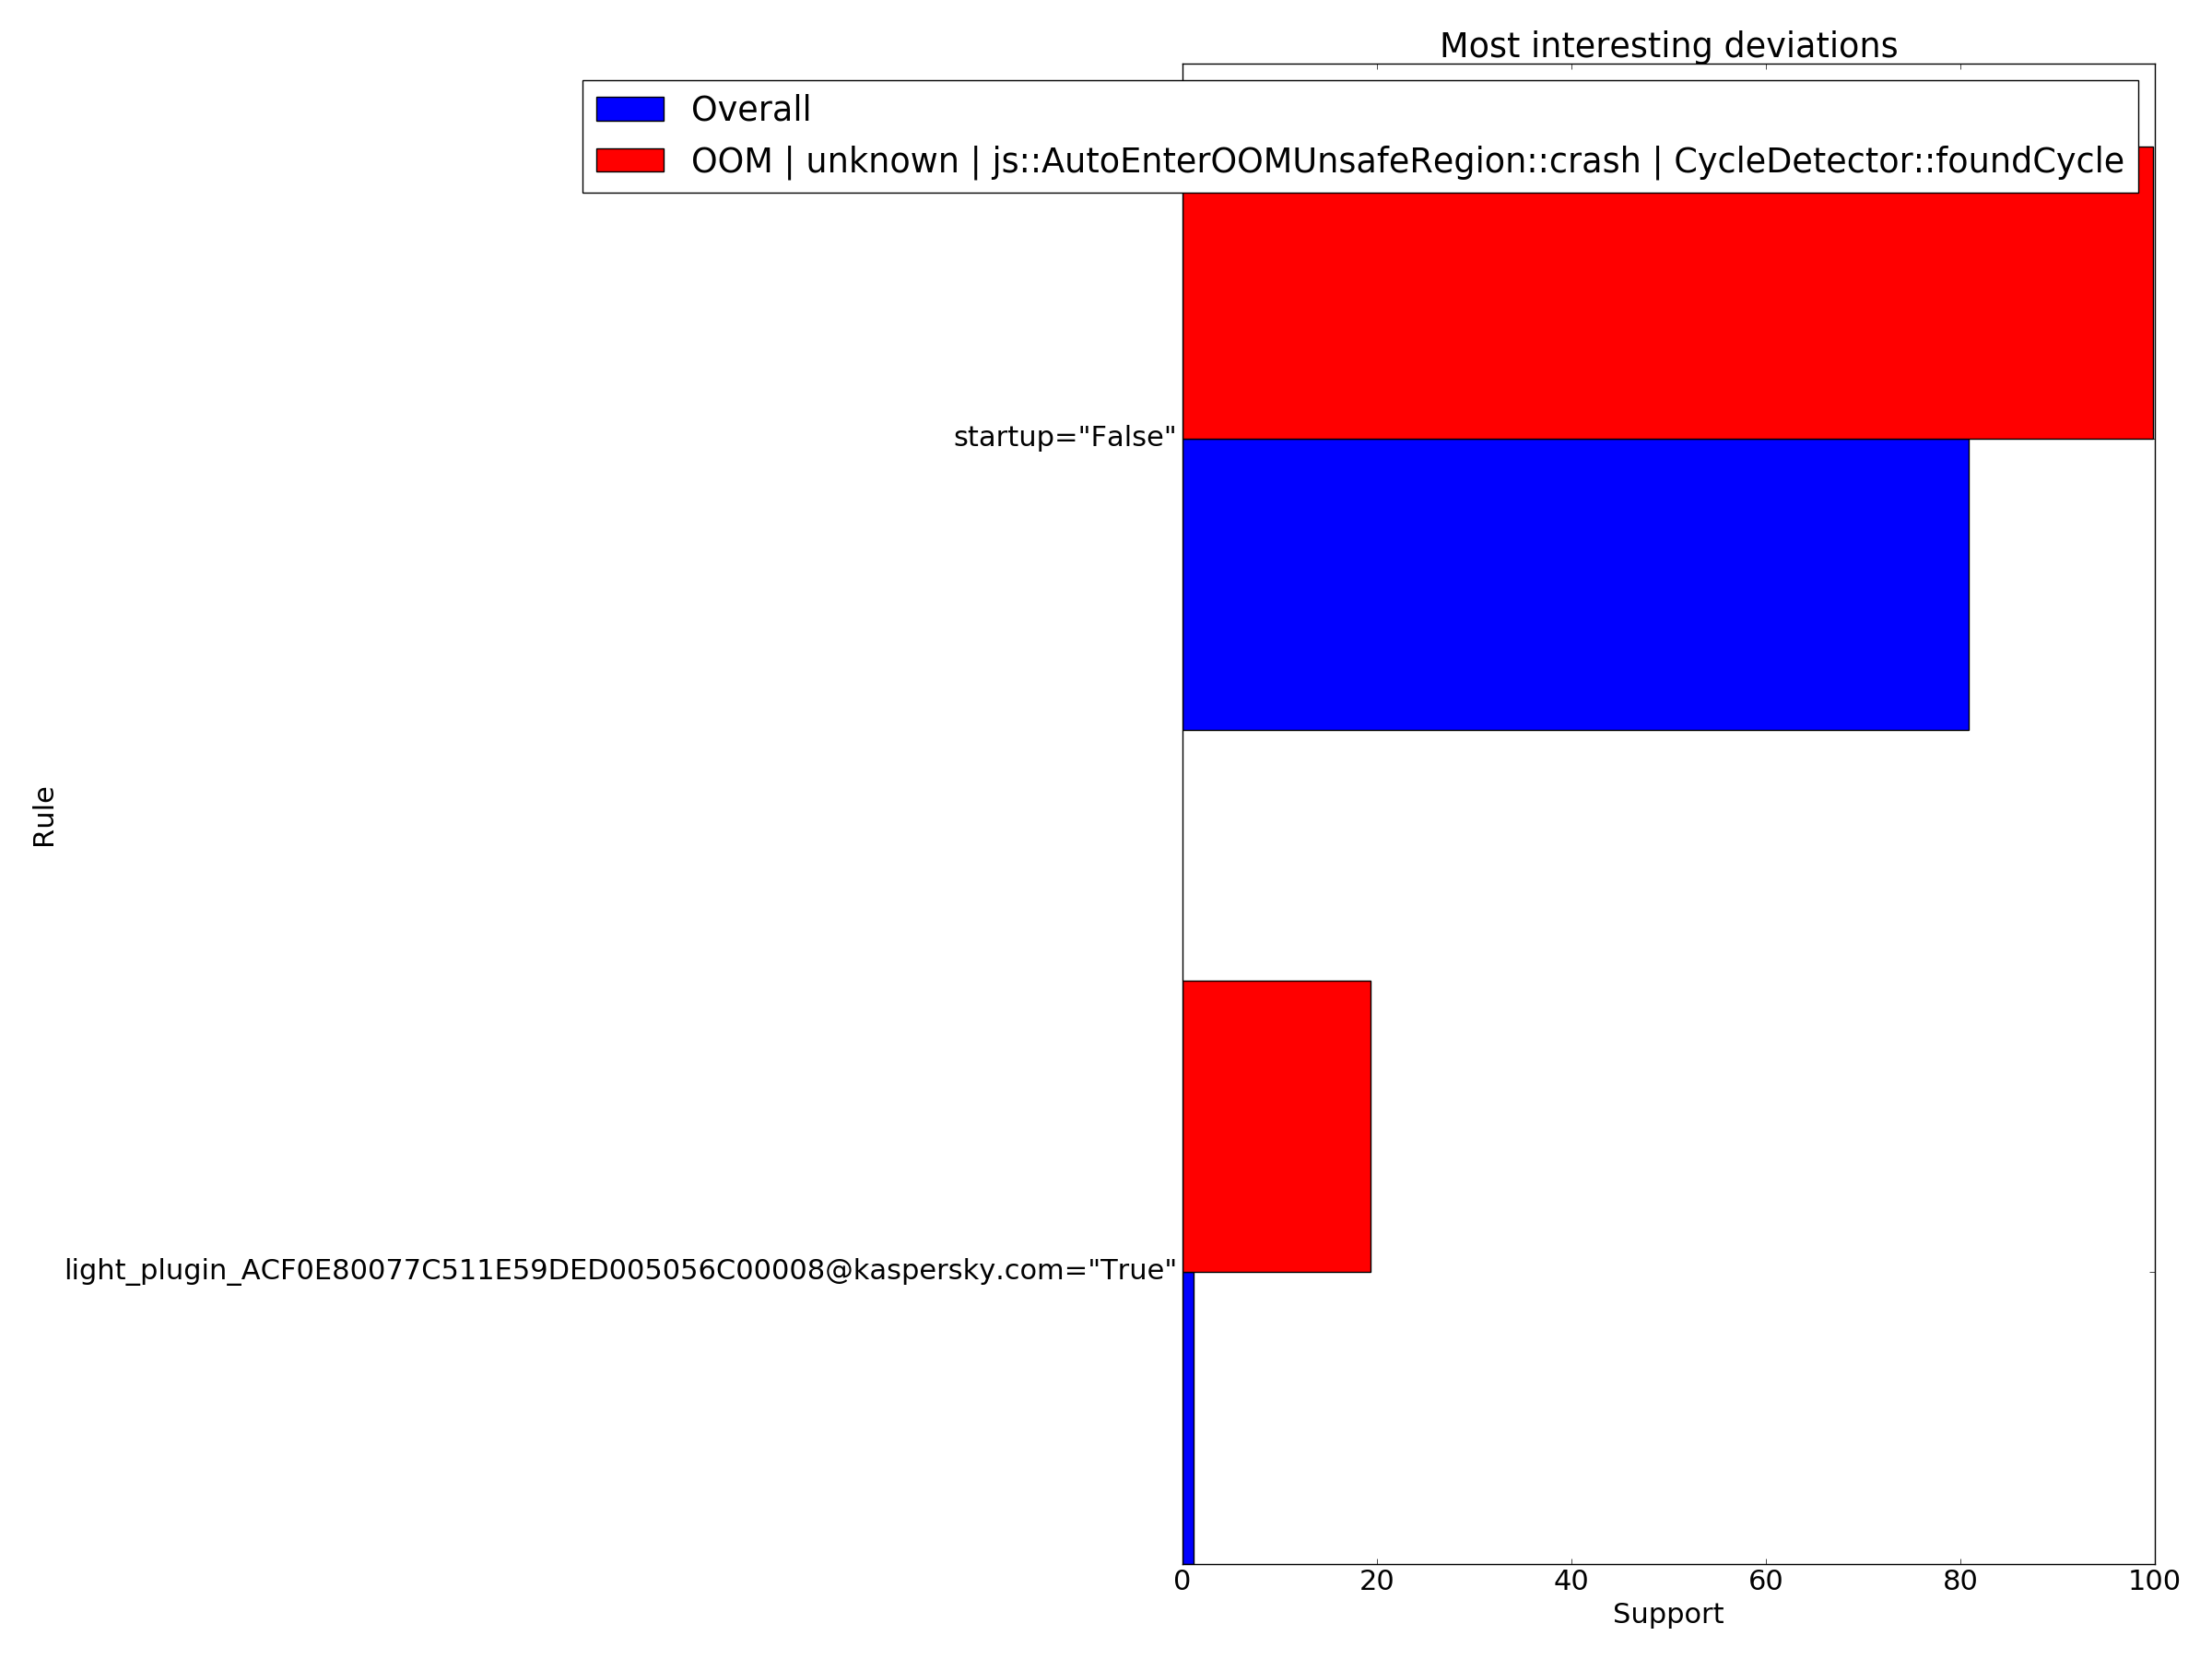 Most interesting deviations
Overall
OOM | unknown | js::AutoEnterOOMUnsafeRegion::crash | CycleDetector::foundCycle
startup="False"
Rule
light_plugin_ACF0E80077C511E59DED005056C00008@kaspersky.com="True"
0 20 40 60 80 100
Support